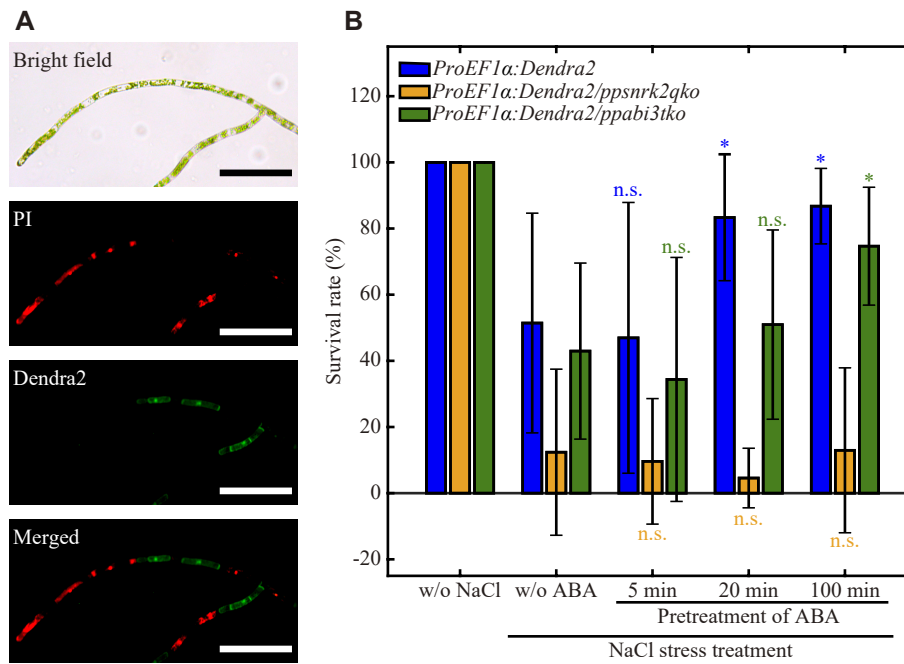 A
Bright field
PI
Dendra2
Merged
B
ProEF1α:Dendra2
ProEF1α:Dendra2/ppsnrk2qko
ProEF1α:Dendra2/ppabi3tko
Survival rate (%)
120
100
80
60
40
20
0
-20
n.s.
n.s.
n.s.
*
n.s.
n.s.
*
*
n.s.
w/o NaCl
w/o ABA
5 min
20 min
100 min
Pretreatment of ABA
NaCl stress treatment